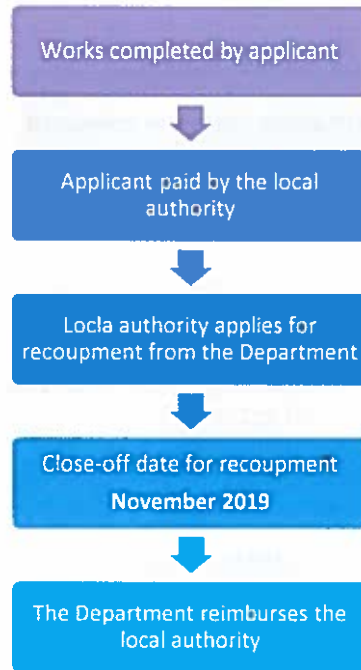 Works completed by applicant
Applicant paid by the local
authority
Locla authority applies for
recoupment from the Department
Close-off date for recoupment
November 2019
The Department reimburses the
local authority